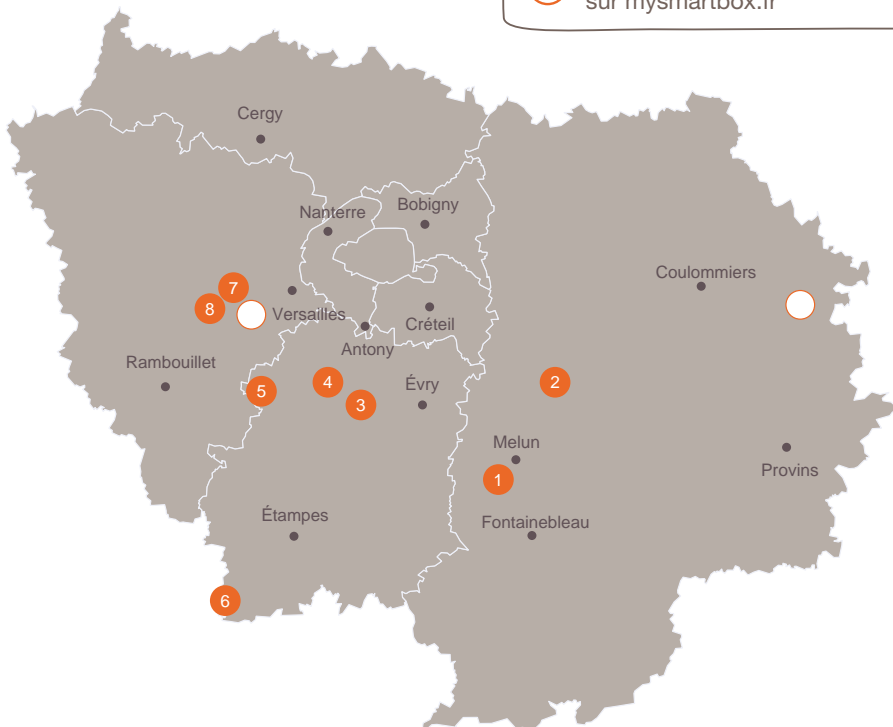 sur mysmartbox.fr
Cergy
Nanterre
Bobigny
Coulommiers
7
8
Versailles
Créteil
Antony
Rambouillet
5
4
3
Évry
2
Melun
1
Provins
Étampes
Fontainebleau
6